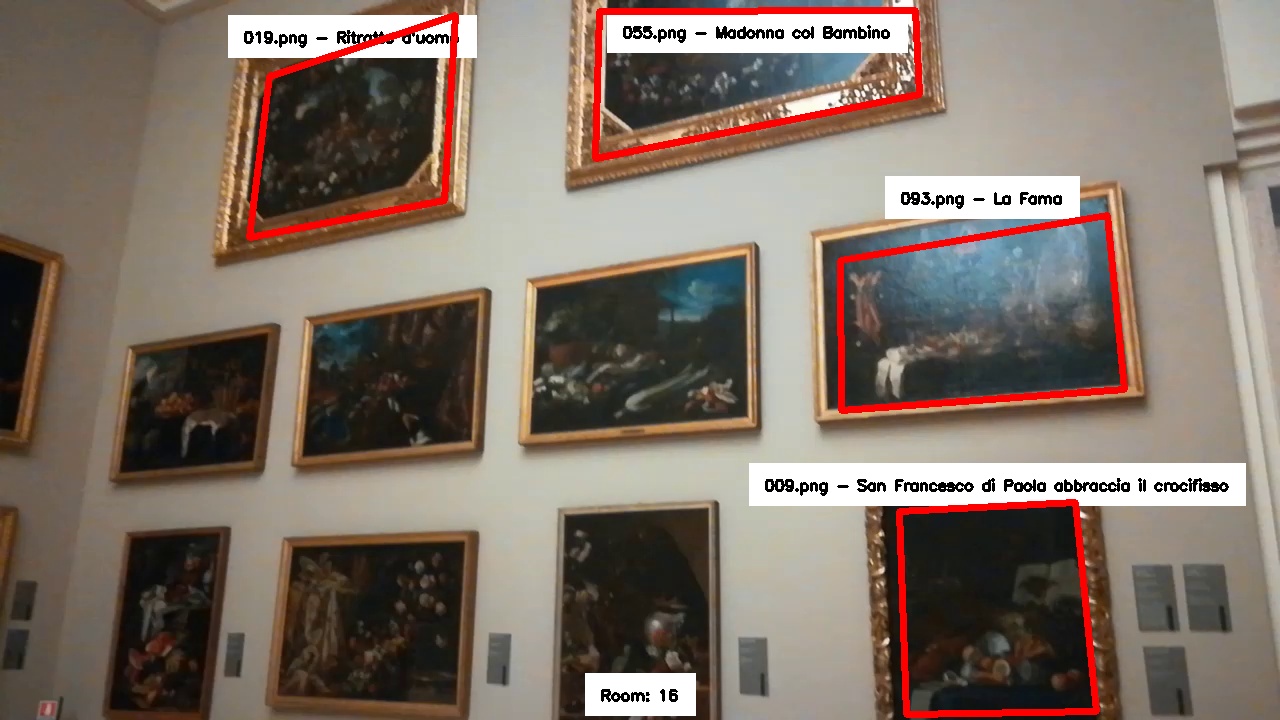 019.png - Ritratto d'uomo
055.png - Madonna col Bambino
093.png - La Fama
009.png - San Francesco di Paola abbraccia il crocifisso
Room: 16